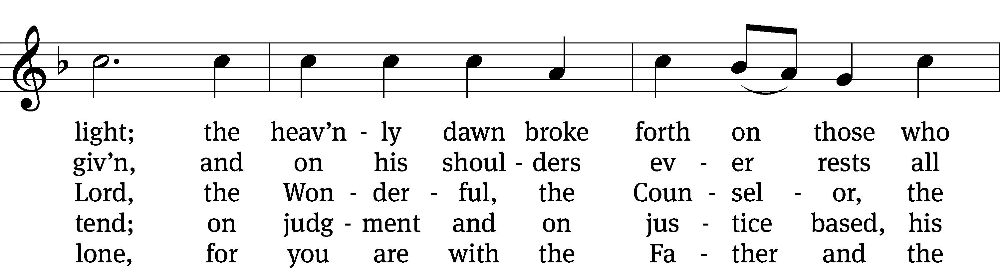 light; the heav’n - ly dawn broke forth on those who
giv’n, and on his shoul - ders ev - er rests all
Lord, the Won - der - ful, the Coun - sel - or, the
tend; on judg - ment and on jus - tice based, his
lone, for you are with the Fa - ther and the